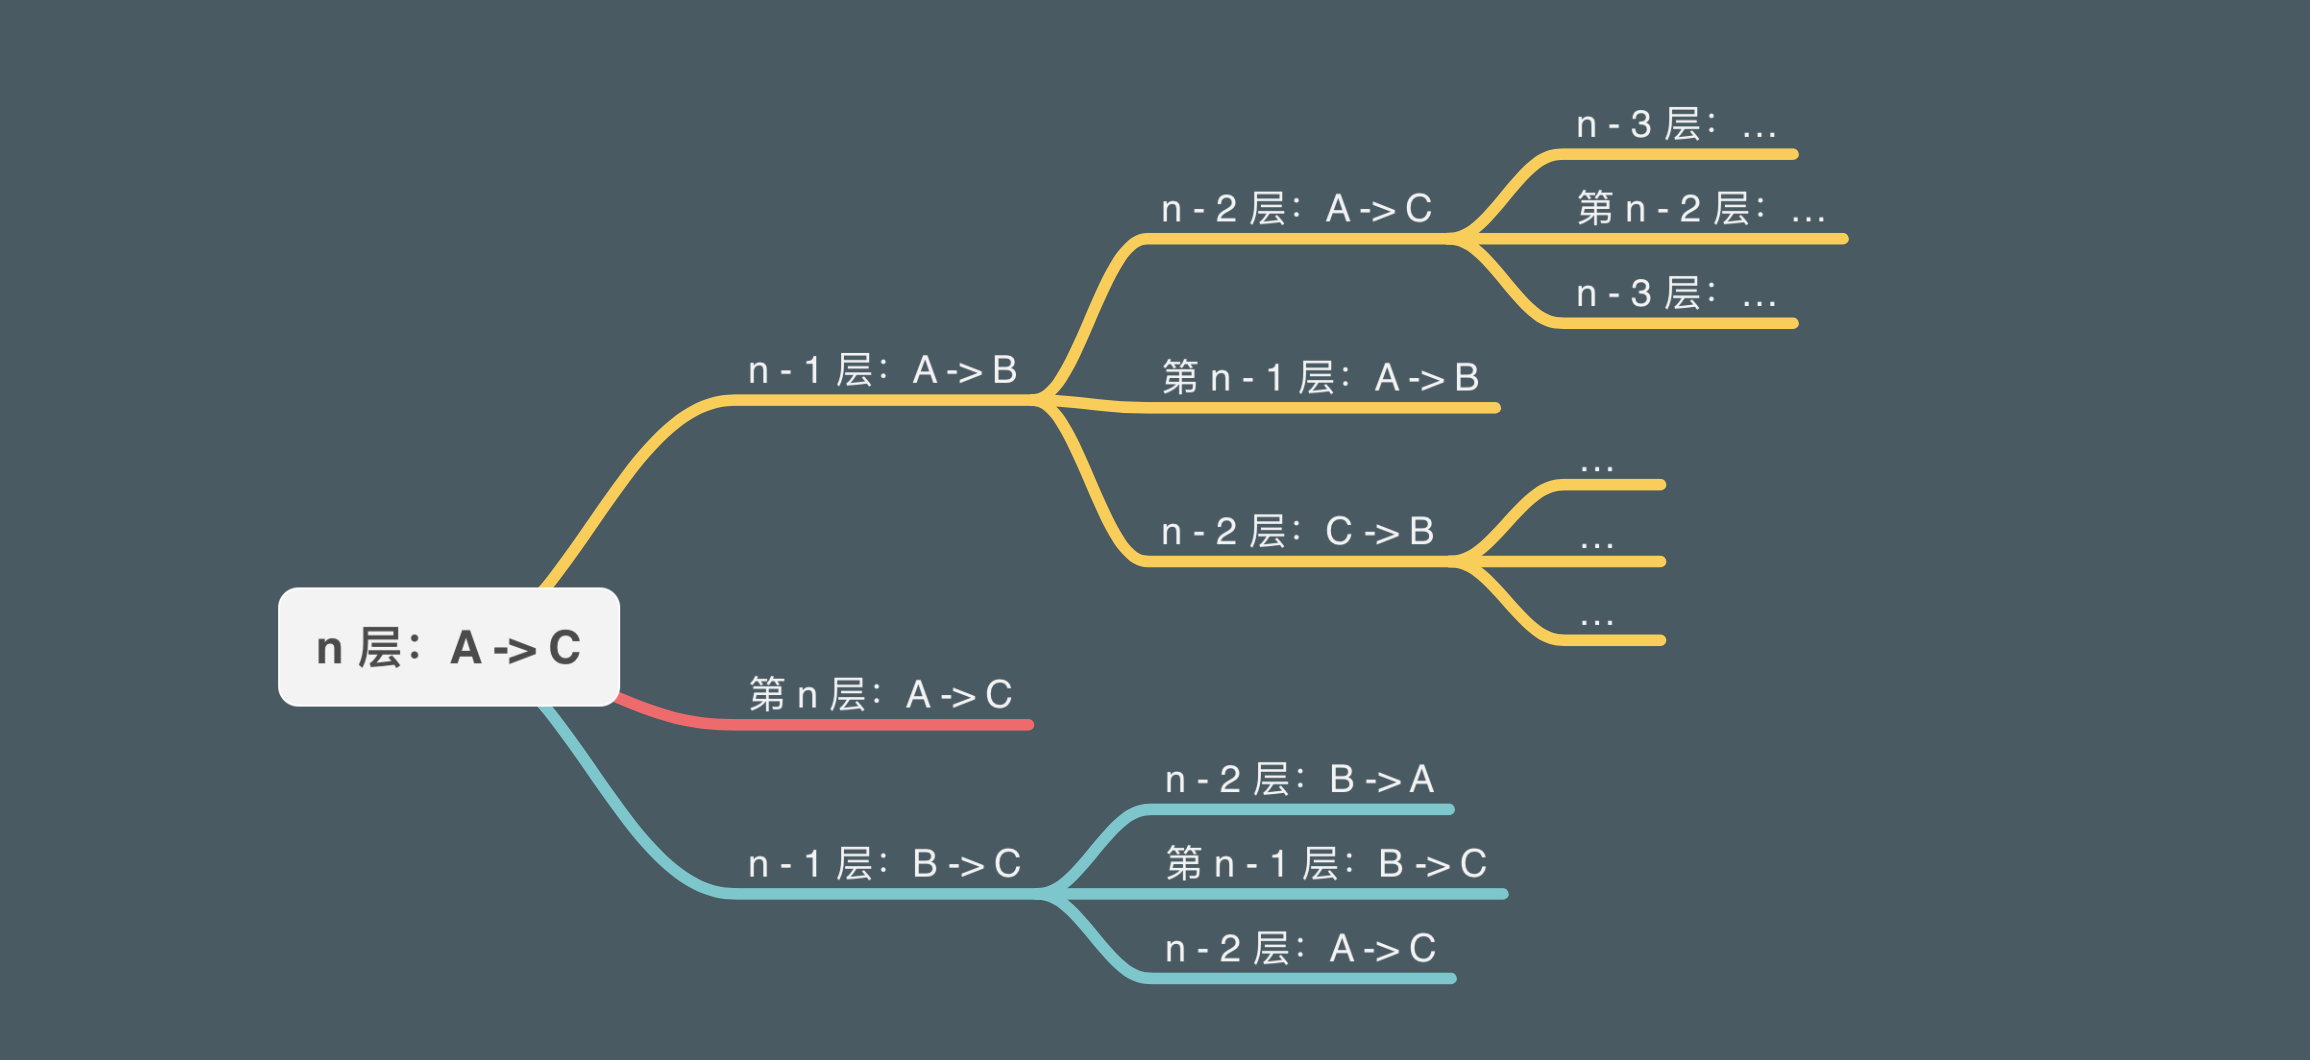 n - 3 层：...
n - 2 层：A -> C
第 n - 2 层：...
n - 3 层：...
n - 1 层：A -> B
第 n - 1 层：A -> B
...
n - 2 层：C -> B
...
...
n 层：A -> C
第 n 层：A -> C
n - 2 层：B -> A
n - 1 层：B -> C
第 n - 1 层：B -> C
n - 2 层：A -> C